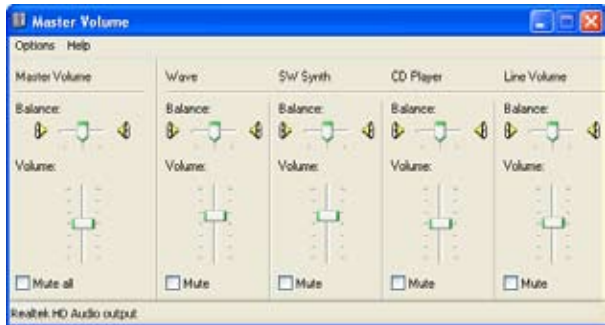 Master Volume
Options Help
Master Volume
Balance:
Volume:
Mute all
Wave
Balance:
Volume:
Mute
SW Synth
Balance:
Volume:
Mute
CD Player
Balance:
Volume:
Mute
Line Volume
Balance:
Volume:
Mute
Realtek HD Audio output